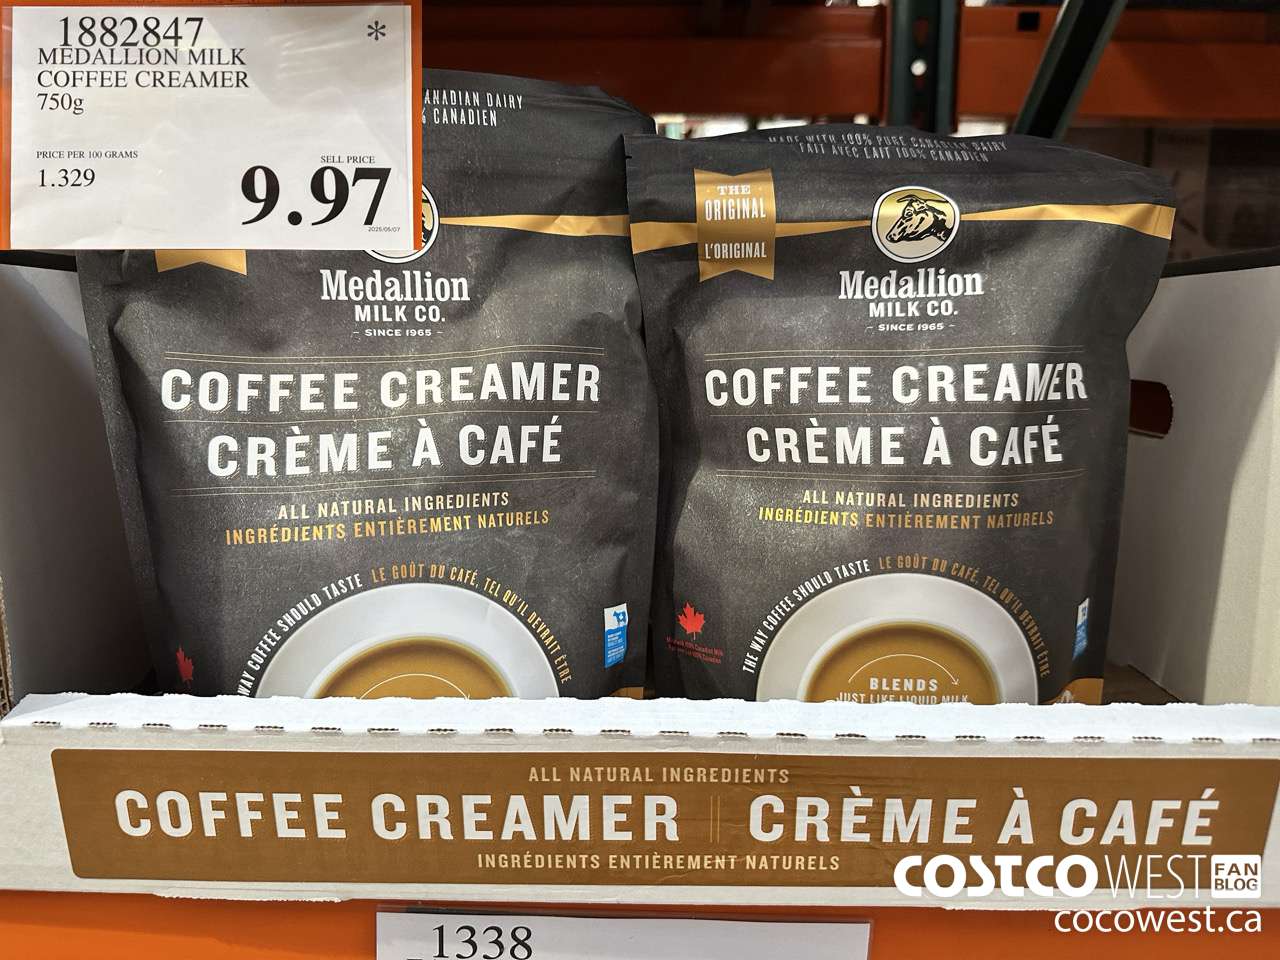 1882847
*
MEDALLION MILK
COFFEE CREAMER
750g
PRICE PER 100 GRAMS
1.329
SELL PRICE
9.97
2025/05/07
CANADIAN DAIRY
% CANADIEN
Medallion
MILK CO.
- SINCE 1965 -
COFFEE CREAMER
CRÈME À CAFÉ
ALL NATURAL INGREDIENTS
INGRÉDIENTS ENTIÈREMENT NATURELS
WAY COFFEE SHOULD TASTE LE GOÛT DU CAFÉ, TEL QU'IL DEVRAIT ÊTRE
MADE WITH 100% PURE CANADIAN DAIRY
FAIT AVEC LAIT 100% CANADIEN
THE
ORIGINAL
L'ORIGINAL
Medallion
MILK CO.
- SINCE 1965 -
COFFEE CREAMER
CRÈME À CAFÉ
ALL NATURAL INGREDIENTS
INGRÉDIENTS ENTIÈREMENT NATURELS
THE WAY COFFEE SHOULD TASTE LE GOÛT DU CAFÉ, TEL QU'IL DEVRAIT ÊTRE
BLENDS
JUST LIKE LIQUID MILK
ALL NATURAL INGREDIENTS
COFFEE CREAMER CRÈME À CAFÉ
INGRÉDIENTS ENTIÈREMENT NATURELS
COSTCO WEST FAN BLOG
cocowest.ca
1338